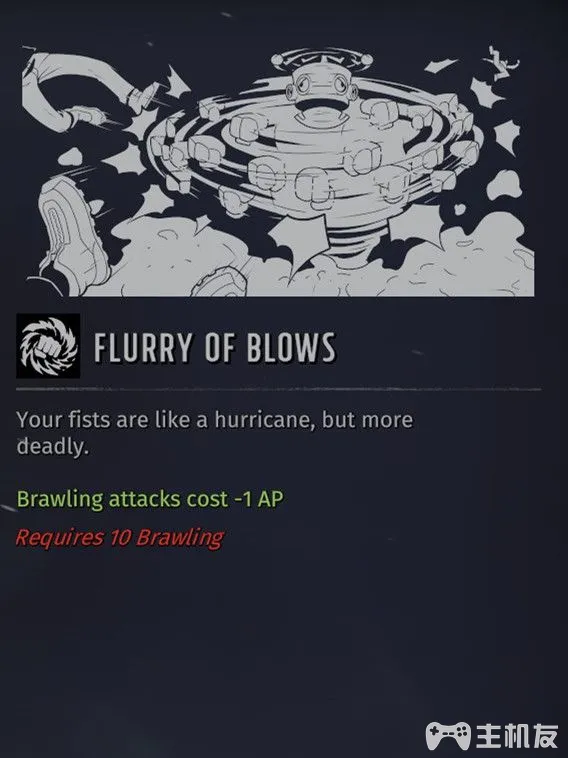 FLURRY OF BLOWS
Your fists are like a hurricane, but more
deadly.
Brawling attacks cost -1 AP
Requires 10 Brawling
主机友